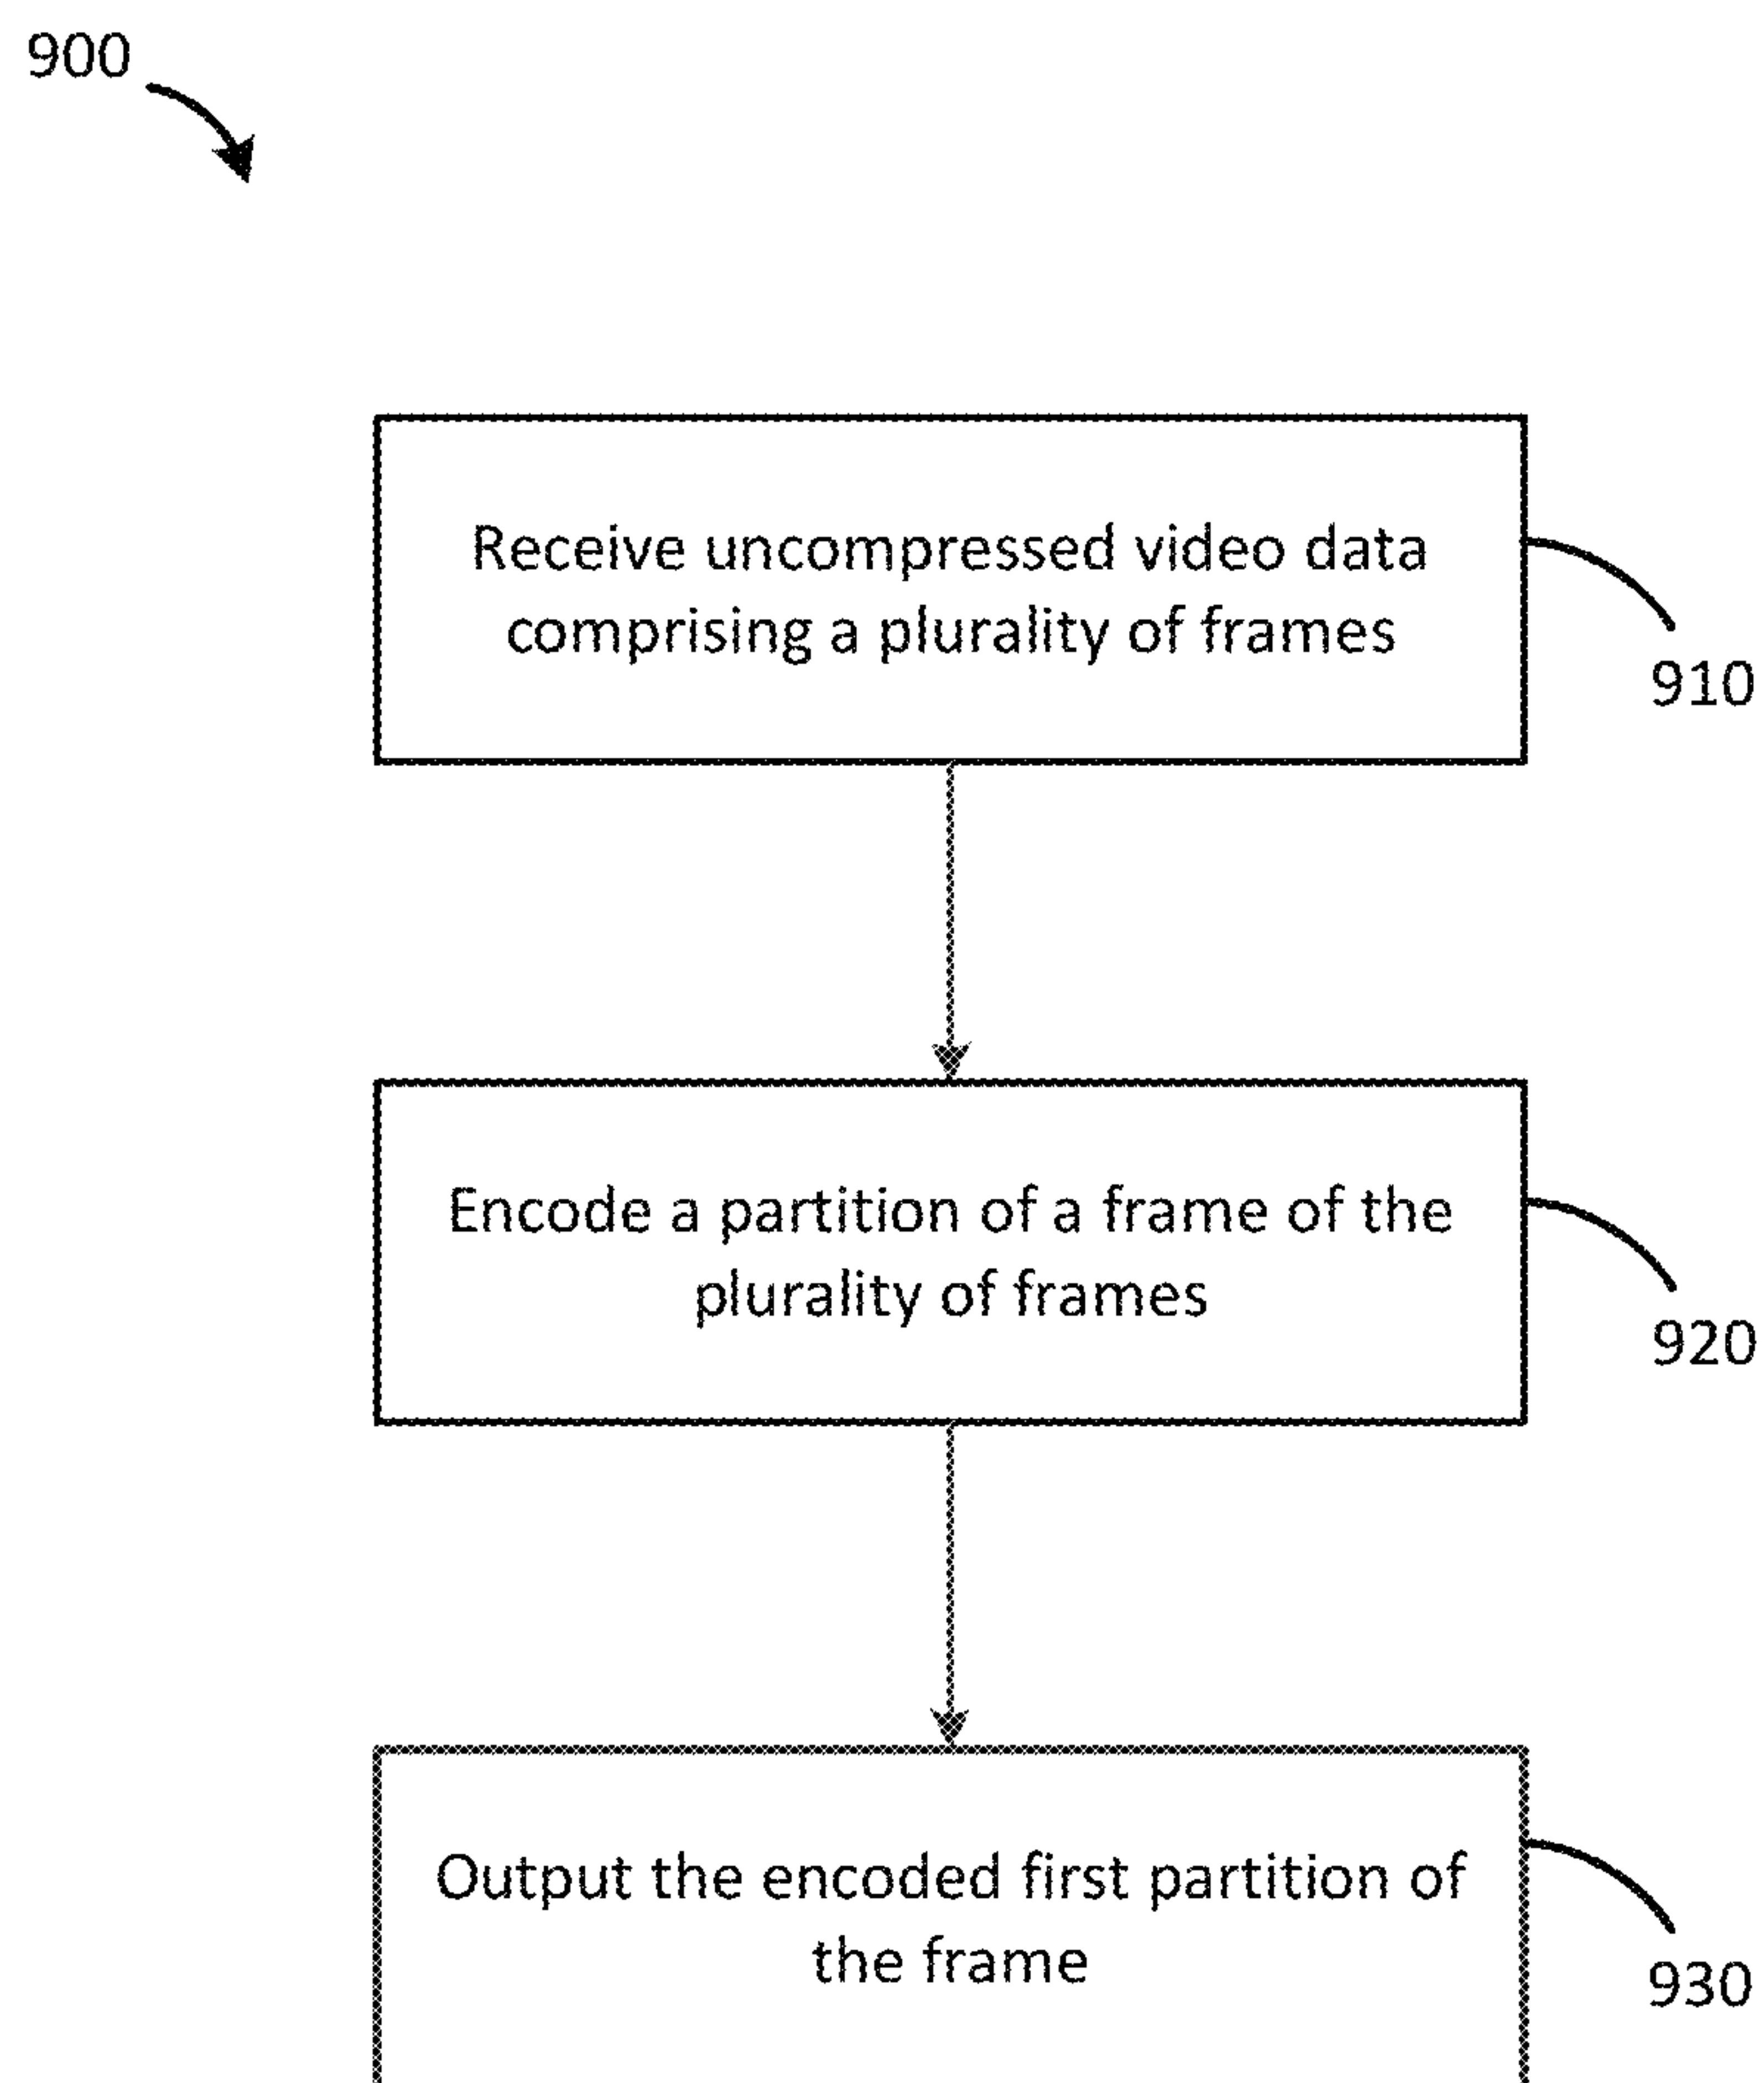 900
Receive uncompressed video data
comprising a plurality of frames
910
Encode a partition of a frame of the
plurality of frames
920
Output the encoded first partition of
the frame
930